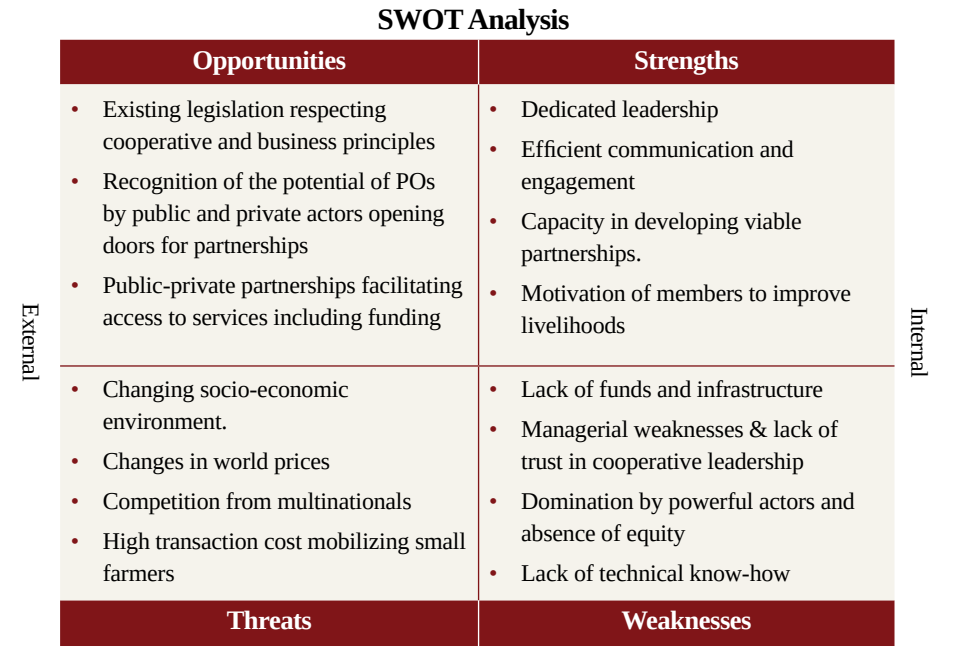 SWOT Analysis
Opportunities
Existing legislation respecting
cooperative and business principles
Recognition of the potential of POs
by public and private actors opening
doors for partnerships
Public-private partnerships facilitating
access to services including funding
Strengths
Dedicated leadership
Efficient communication and
engagement
Capacity in developing viable
partnerships.
Motivation of members to improve
livelihoods
External
Internal
Changing socio-economic
environment.
Changes in world prices
Competition from multinationals
High transaction cost mobilizing small
farmers
Threats
Lack of funds and infrastructure
Managerial weaknesses & lack of
trust in cooperative leadership
Domination by powerful actors and
absence of equity
Lack of technical know-how
Weaknesses